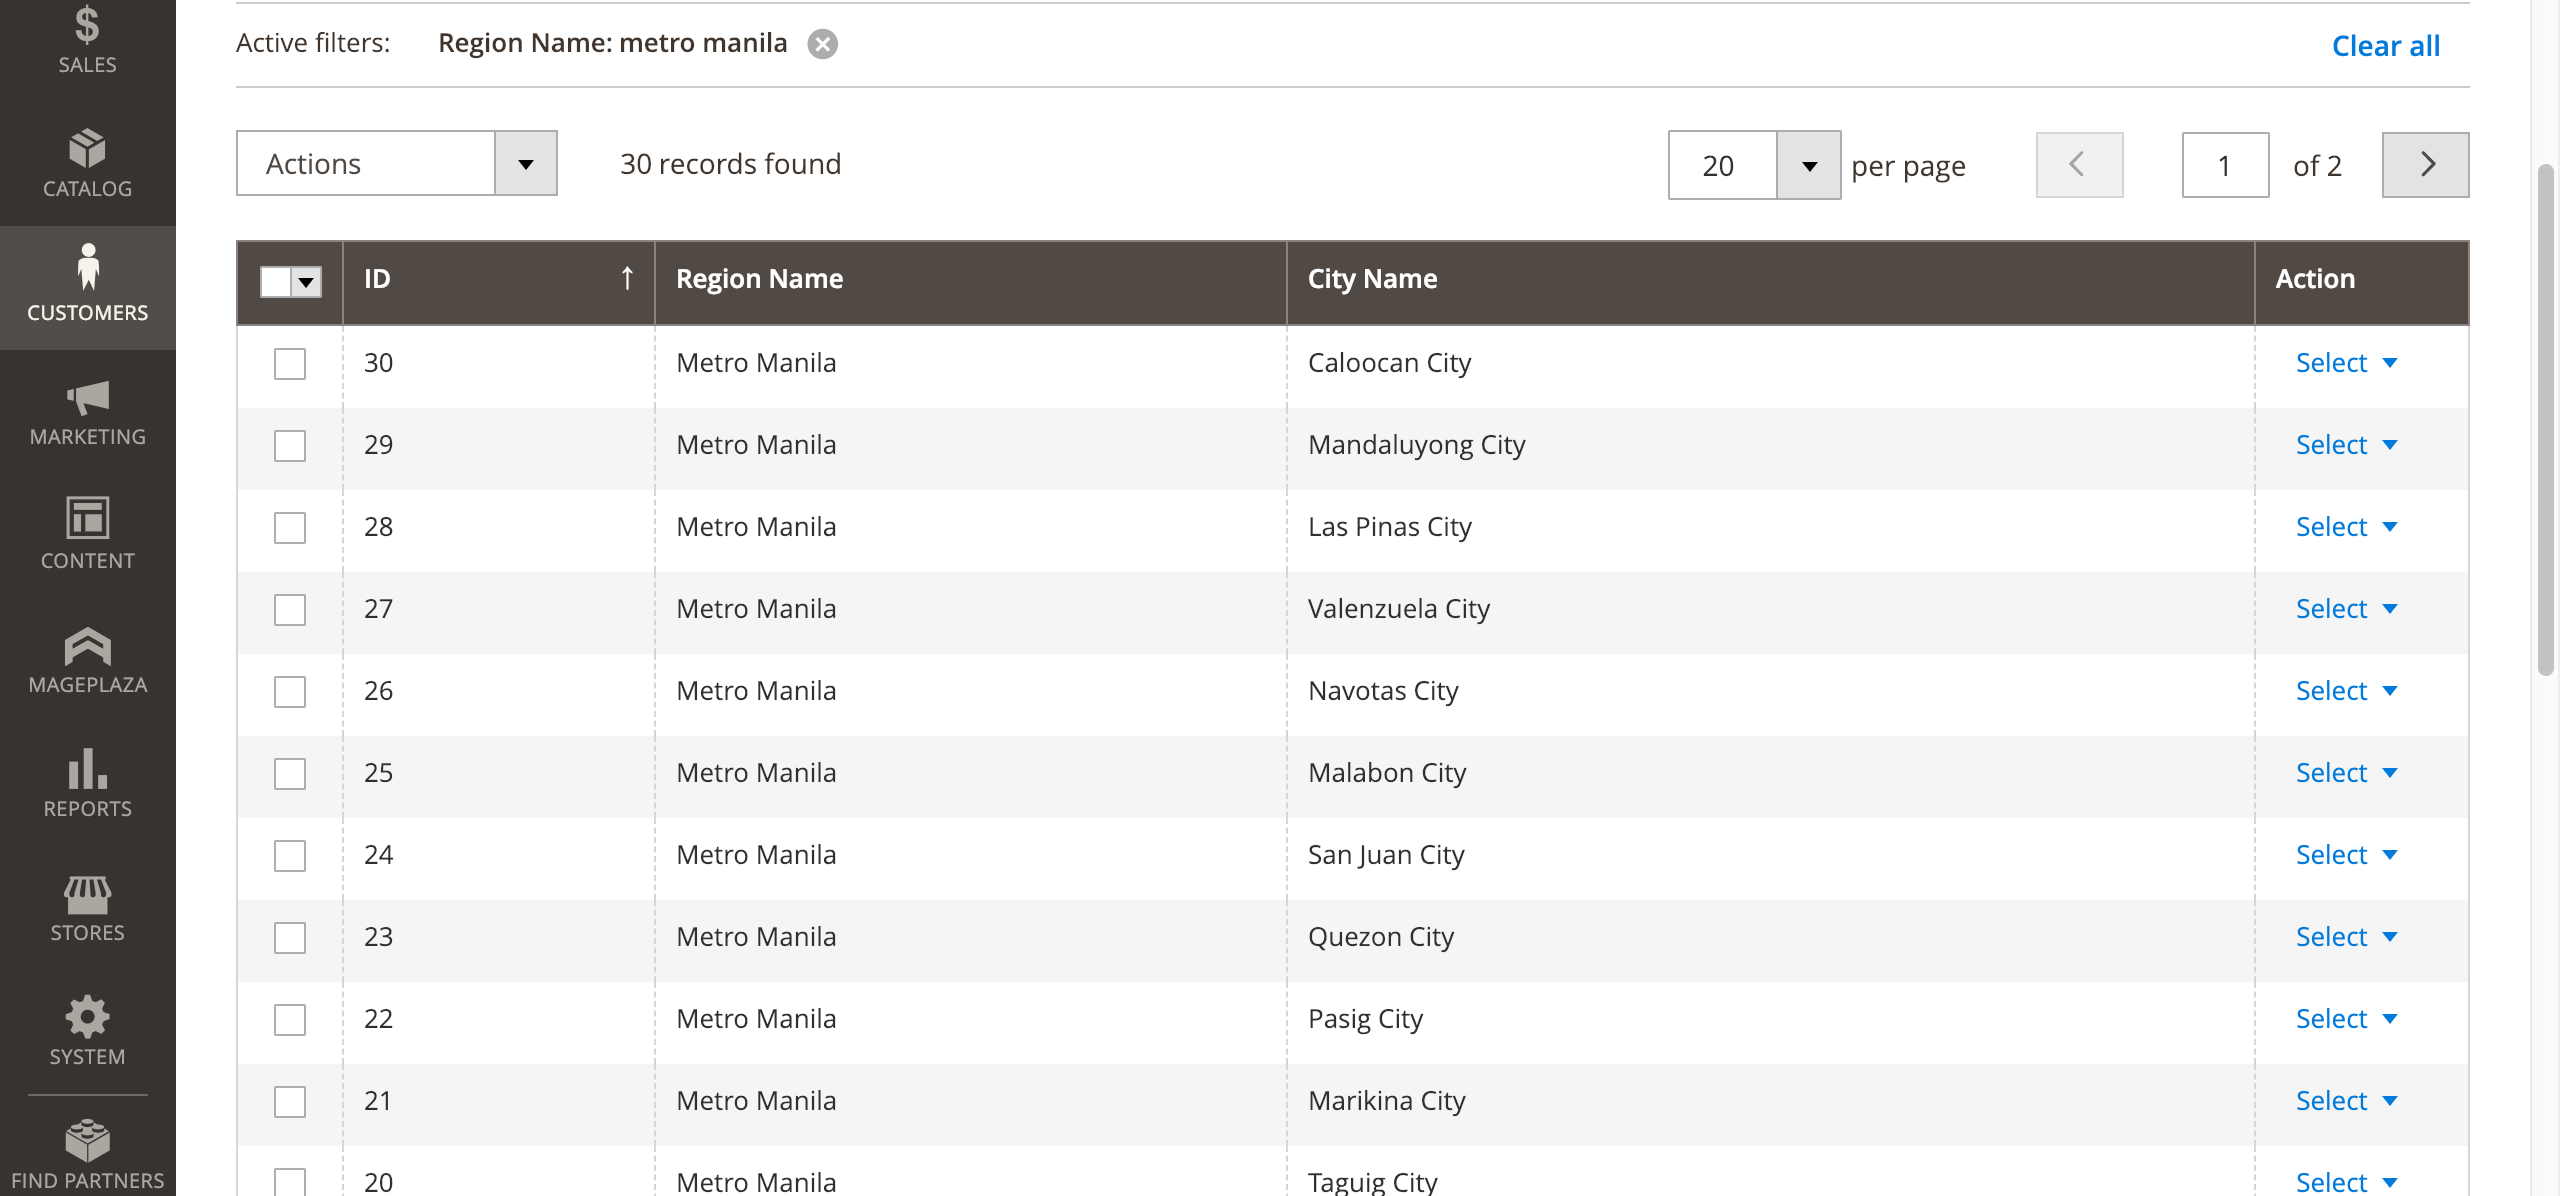 SALES
CATALOG
CUSTOMERS
MARKETING
CONTENT
MAGEPLAZA
REPORTS
STORES
SYSTEM
FIND PARTNERS
Active filters: Region Name: metro manila Clear all
Actions 30 records found 20 per page 1 of 2
ID Region Name City Name Action
30 Metro Manila Caloocan City Select
29 Metro Manila Mandaluyong City Select
28 Metro Manila Las Pinas City Select
27 Metro Manila Valenzuela City Select
26 Metro Manila Navotas City Select
25 Metro Manila Malabon City Select
24 Metro Manila San Juan City Select
23 Metro Manila Quezon City Select
22 Metro Manila Pasig City Select
21 Metro Manila Marikina City Select
20 Metro Manila Taguig City Select